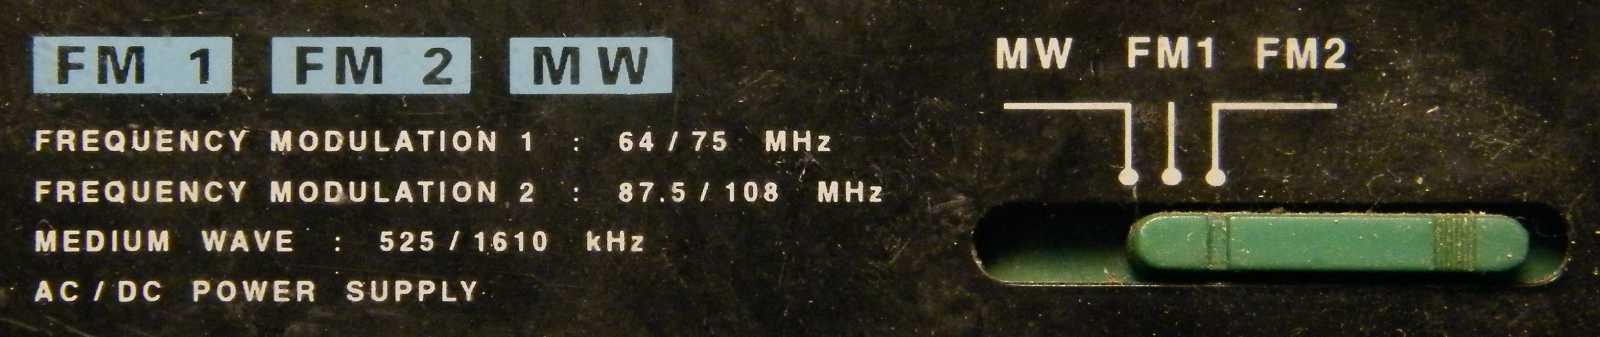 FM 1 FM 2 MW
FREQUENCY MODULATION 1 : 64 / 75 MHz
FREQUENCY MODULATION 2 : 87.5 / 108 MHz
MEDIUM WAVE : 525 / 1610 kHz
AC / DC POWER SUPPLY
MW FM1 FM2